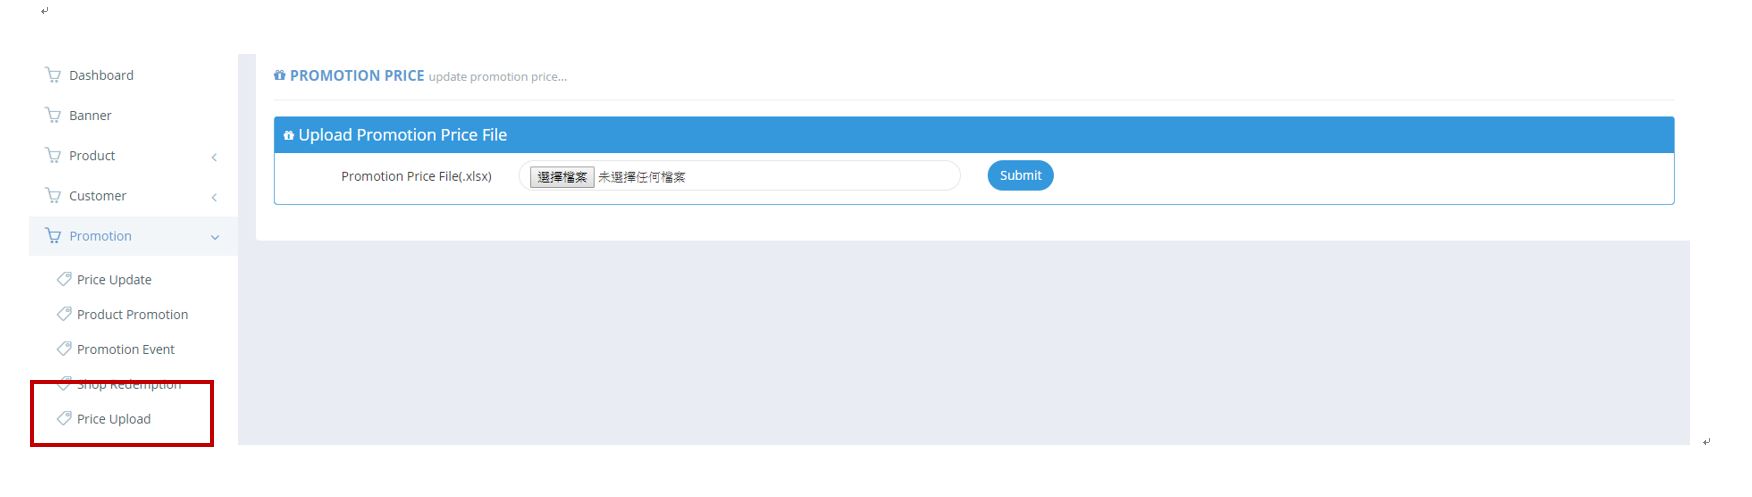 Dashboard
Banner
Product
Customer
Promotion
Price Update
Product Promotion
Promotion Event
Shop Redemption
Price Upload
PROMOTION PRICE update promotion price...
Upload Promotion Price File
Promotion Price File(.xlsx) 選擇檔案 未選擇任何檔案 Submit